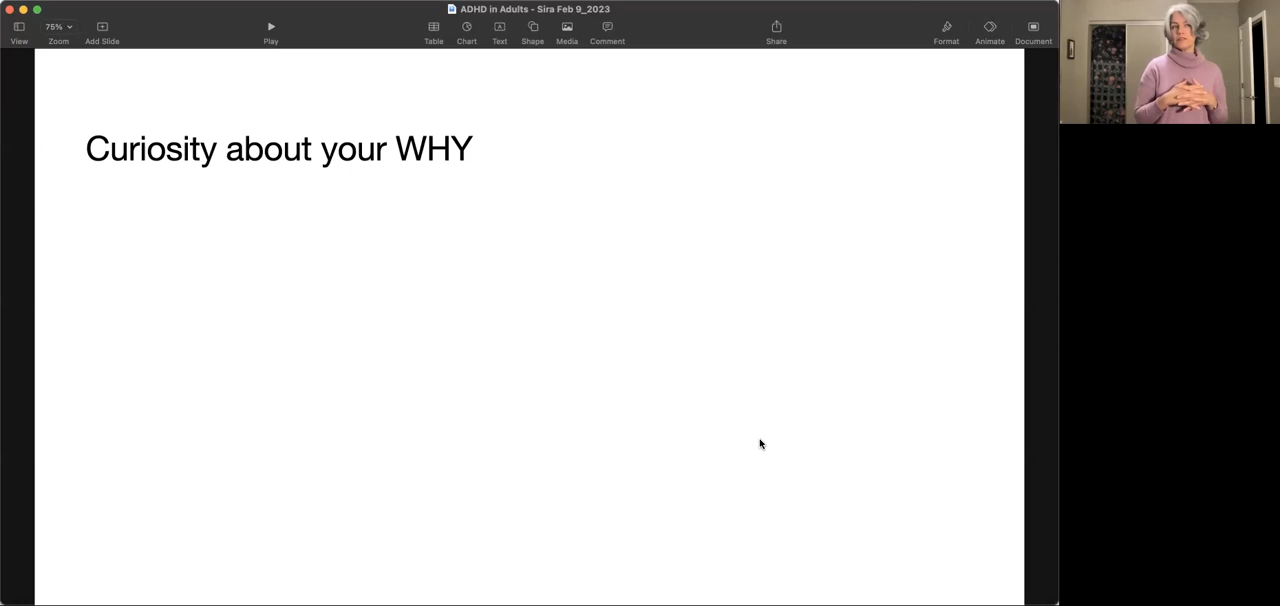 ADHD in Adults - Sira Feb 9_2023
75%
View
Zoom
Add Slide
Play
Table
Chart
Text
Shape
Media
Comment
Share
Format
Animate
Document
Curiosity about your WHY